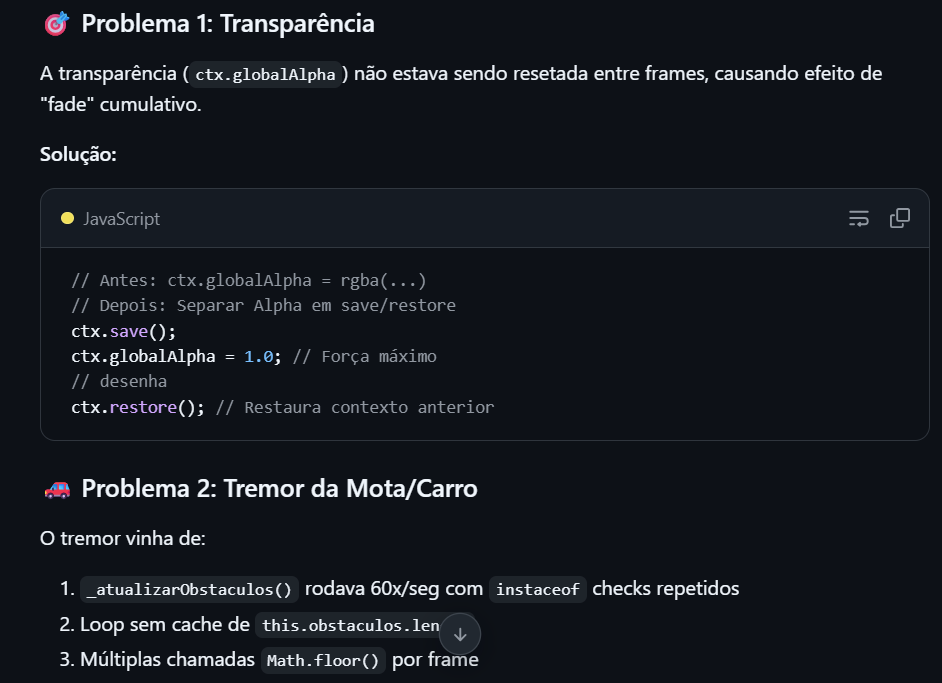 🎯 Problema 1: Transparência
A transparência ( ctx.globalAlpha ) não estava sendo resetada entre frames, causando efeito de
"fade" cumulativo.
Solução:
JavaScript
// Antes: ctx.globalAlpha = rgba(...)
// Depois: Separar Alpha em save/restore
ctx.save();
ctx.globalAlpha = 1.0; // Força máximo
// desenha
ctx.restore(); // Restaura contexto anterior
🚗 Problema 2: Tremor da Mota/Carro
O tremor vinha de:
1. _atualizarObstaculos() rodava 60x/seg com instaceof checks repetidos
2. Loop sem cache de this.obstaculos.len
3. Múltiplas chamadas Math.floor() por frame